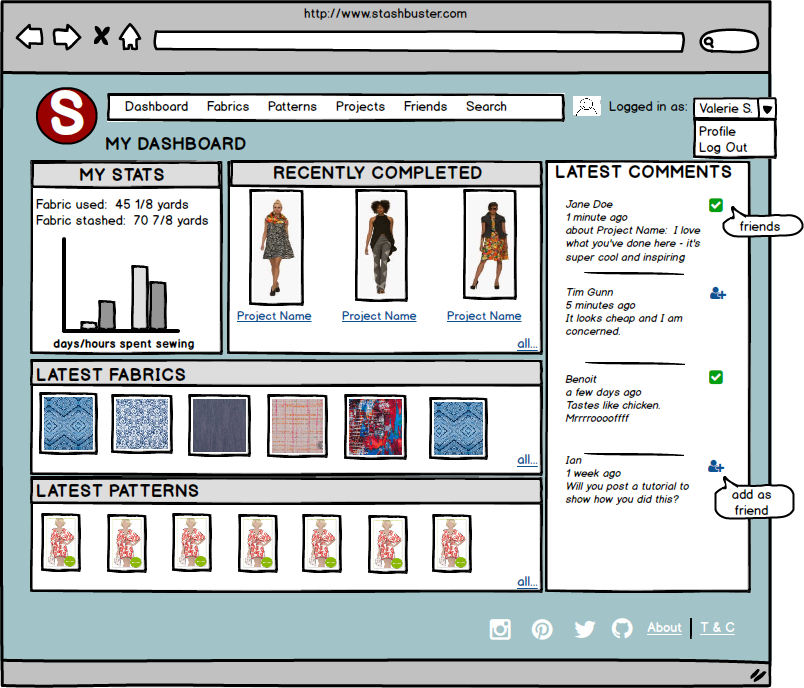 http://www.stashbuster.com
S
Dashboard Fabrics Patterns Projects Friends Search
Logged in as:
Valerie S.
Profile
Log Out
MY DASHBOARD
MY STATS
Fabric used: 45 1/8 yards
Fabric stashed: 70 7/8 yards
days/hours spent sewing
RECENTLY COMPLETED
Project Name
Project Name
Project Name
all...
LATEST COMMENTS
Jane Doe
1 minute ago
about Project Name: I love
what you've done here - it's
super cool and inspiring
friends
Tim Gunn
5 minutes ago
It looks cheap and I am
concerned.
Benoit
a few days ago
Tastes like chicken.
Mrrrrooooffff
Ian
1 week ago
Will you post a tutorial to
show how you did this?
add as
friend
LATEST FABRICS
all...
LATEST PATTERNS
all...
About
T & C